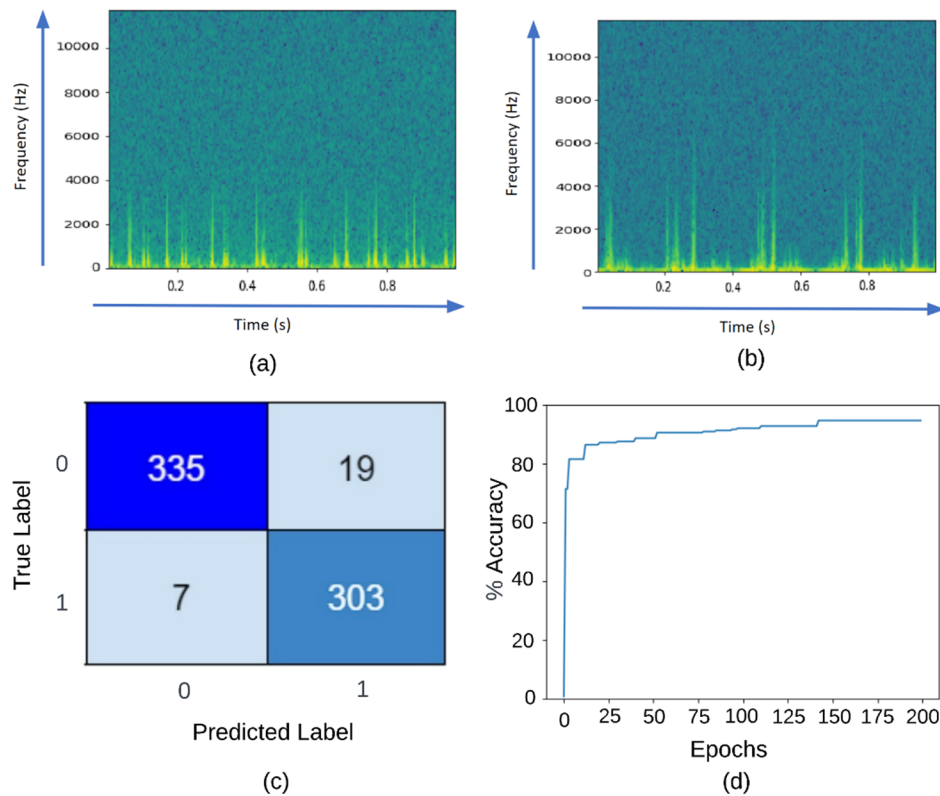 10000
8000
6000
4000
2000
0
Frequency (Hz)
0.2 0.4 0.6 0.8
Time (s)
(a)
10000
8000
6000
4000
2000
0
Frequency (Hz)
0.2 0.4 0.6 0.8
Time (s)
(b)
True Label
0 335 19
1 7 303
0 1
Predicted Label
(c)
100
80
60
40
20
0
% Accuracy
0 25 50 75 100 125 150 175 200
Epochs
(d)